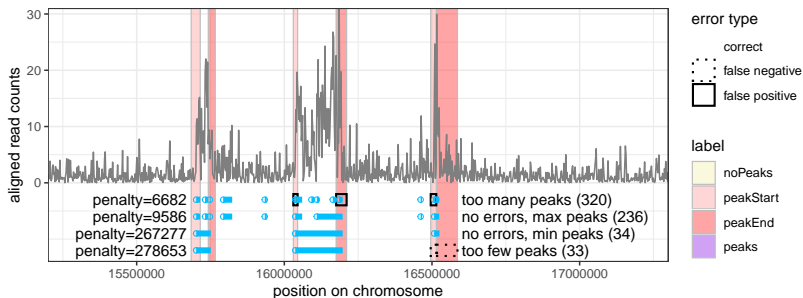 aligned read counts
30
20
10
0
penalty=6682 too many peaks (320)
penalty=9586 no errors, max peaks (236)
penalty=267277 no errors, min peaks (34)
penalty=278653 too few peaks (33)
15500000 16000000 16500000 17000000
position on chromosome
error type
correct
false negative
false positive
label
noPeaks
peakStart
peakEnd
peaks